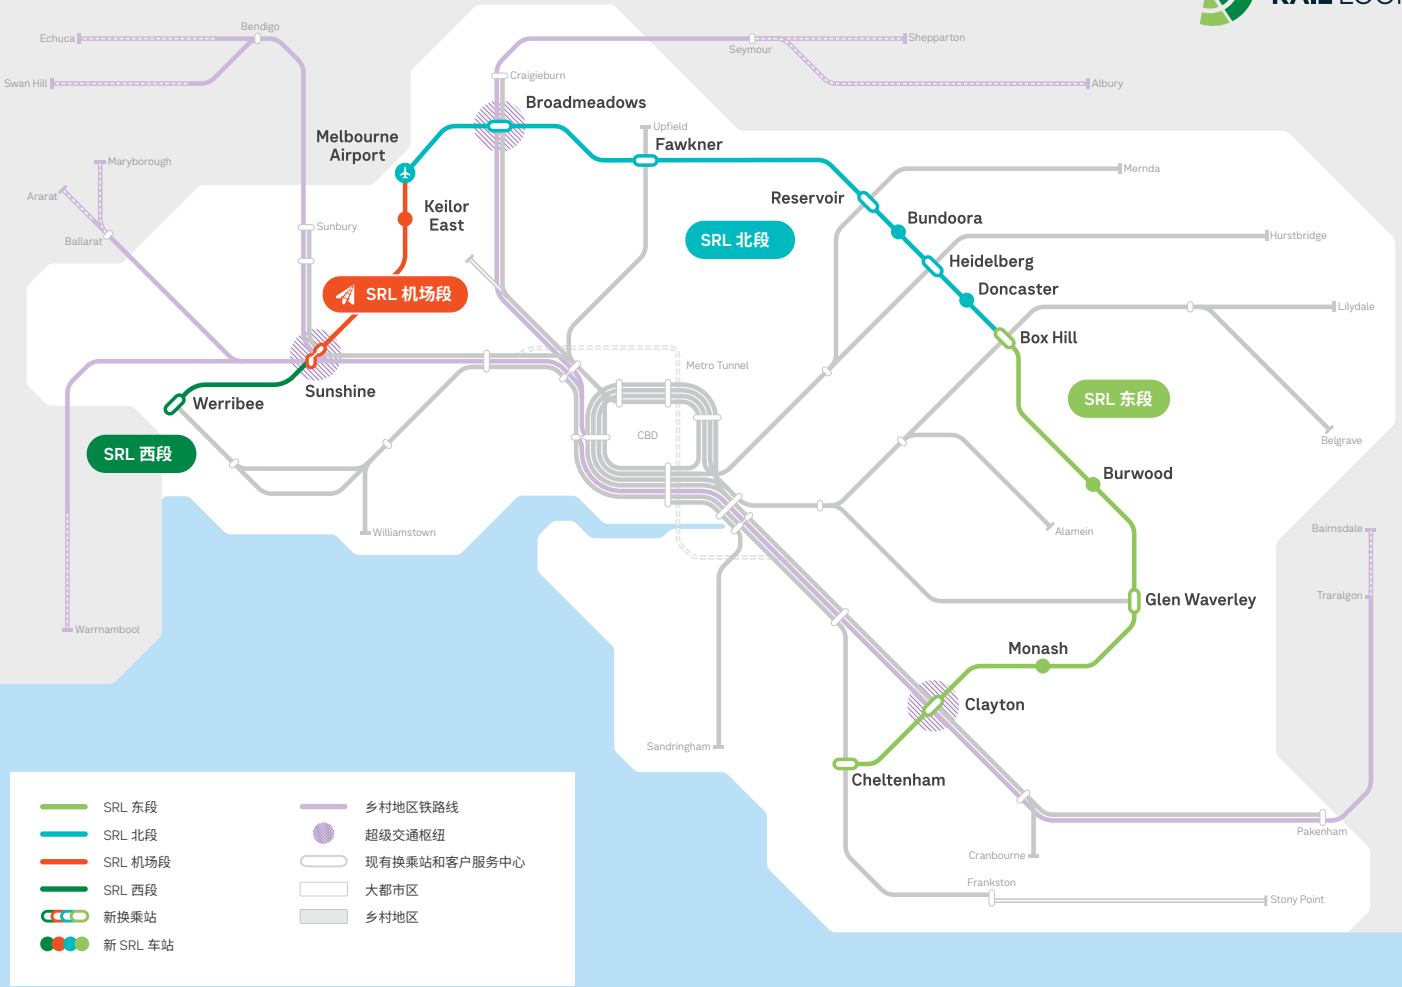 RAIL LOOP
Echuca
Bendigo
Swan Hill
Craigieburn
Seymour
Shepparton
Albury
Broadmeadows
Melbourne
Airport
Upfield
Fawkner
Maryborough
Ararat
Ballarat
Mernda
Reservoir
Keilor
East
Bundoora
Sunbury
SRL 北段
Hurstbridge
Heidelberg
Doncaster
SRL 机场段
Lilydale
Box Hill
Metro Tunnel
Sunshine
Werribee
SRL 东段
CBD
Belgrave
SRL 西段
Burwood
Williamstown
Alamein
Bairnsdale
Traralgon
Glen Waverley
Warrnambool
Monash
Clayton
Sandringham
Cheltenham
Pakenham
Cranbourne
Frankston
Stony Point
SRL 东段
SRL 北段
SRL 机场段
SRL 西段
新换乘站
新 SRL 车站
乡村地区铁路线
超级交通枢纽
现有换乘站和客户服务中心
大都市区
乡村地区